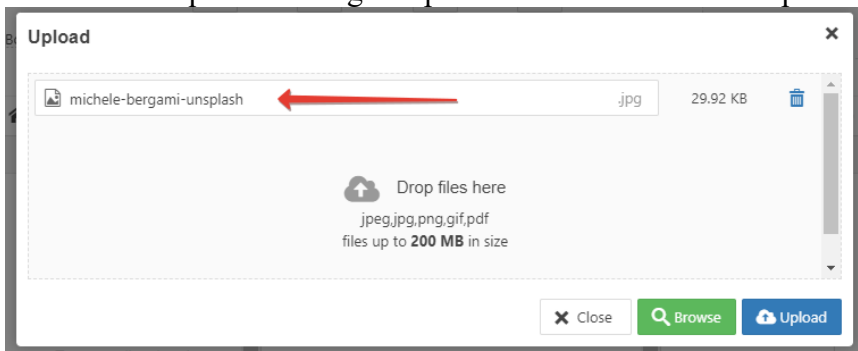 Upload
michele-bergami-unsplash .jpg 29.92 KB
Drop files here
jpeg,jpg,png,gif,pdf
files up to 200 MB in size
Close Browse Upload